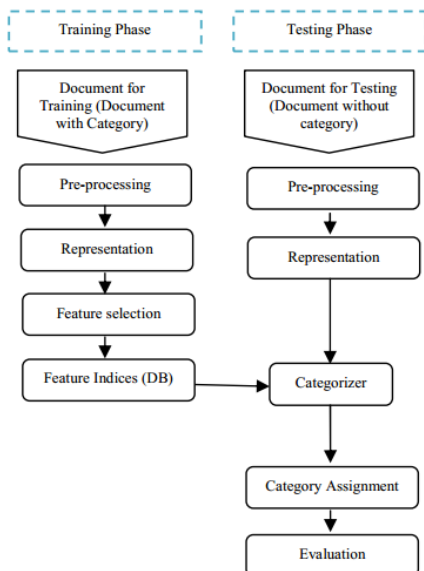 Training Phase
Testing Phase
Document for
Training (Document
with Category)
Document for Testing
(Document without
category)
Pre-processing
Pre-processing
Representation
Representation
Feature selection
Feature Indices (DB)
Categorizer
Category Assignment
Evaluation